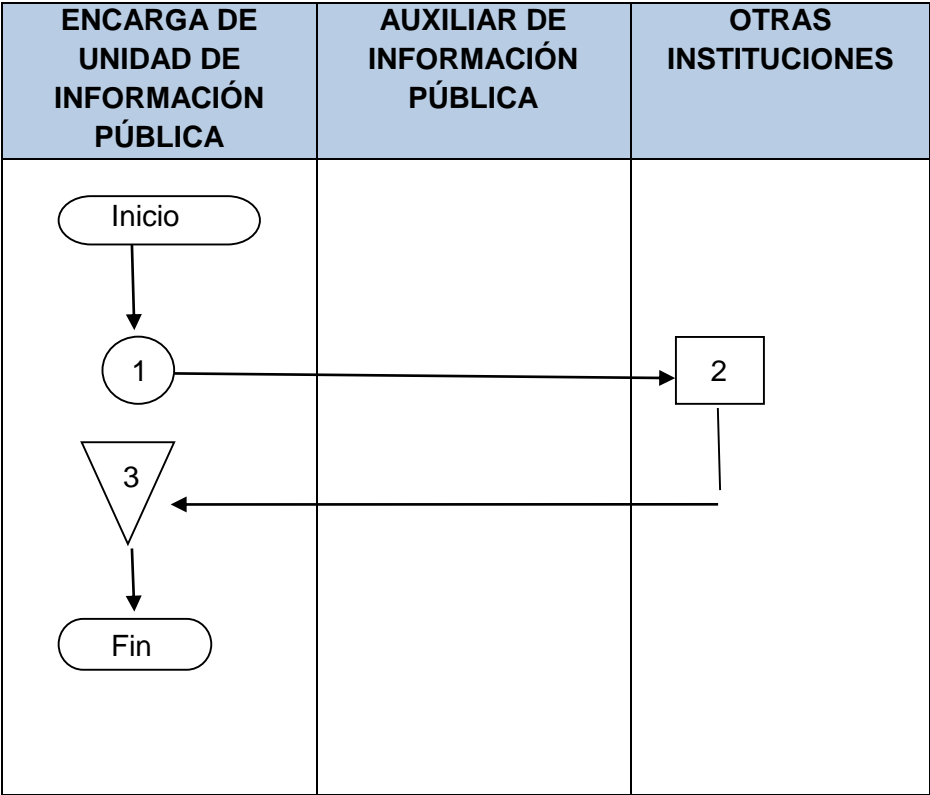 ENCARGA DE
UNIDAD DE
INFORMACIÓN
PÚBLICA
AUXILIAR DE
INFORMACIÓN
PÚBLICA
OTRAS
INSTITUCIONES
Inicio
1
2
3
Fin